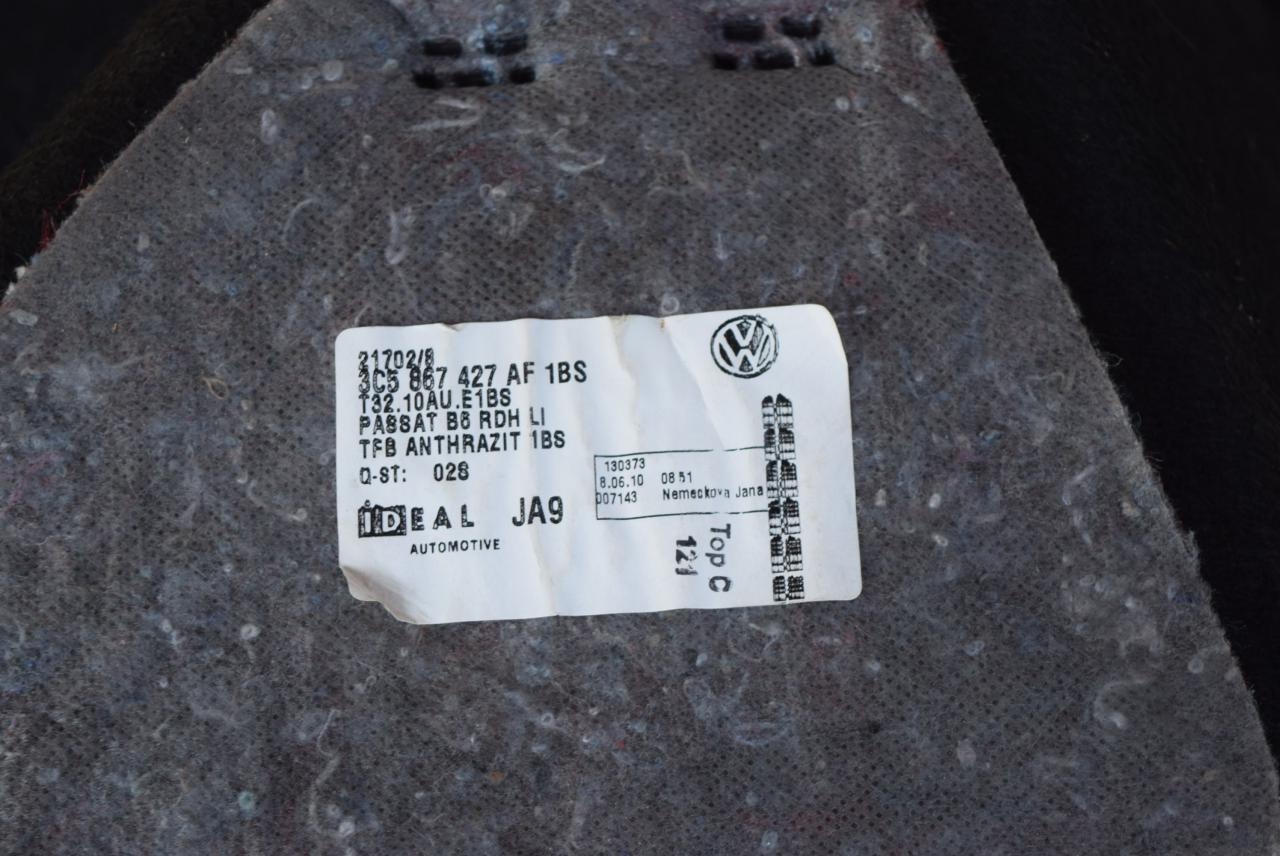 21702/8
3C5 867 427 AF 1BS
T32.10AU.E1BS
PASSAT B6 RDH LI
TFB ANTHRAZIT 1BS
Q-ST: 028
iDEAL JA9
AUTOMOTIVE
130373
8.06.10 08 51
007143 Nemeckova Jana
Top C
121